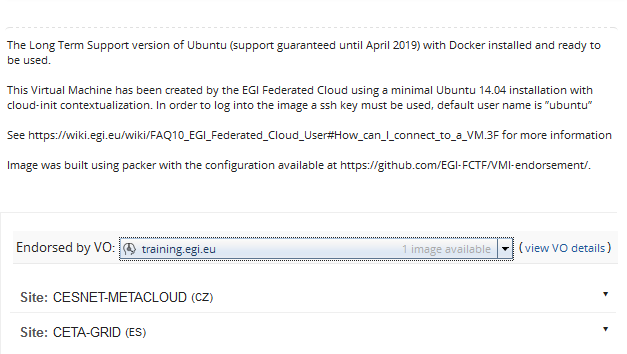 The Long Term Support version of Ubuntu (support guaranteed until April 2019) with Docker installed and ready to
be used.
This Virtual Machine has been created by the EGI Federated Cloud using a minimal Ubuntu 14.04 installation with
cloud-init contextualization. In order to log into the image a ssh key must be used, default user name is “ubuntu”
See https://wiki.egi.eu/wiki/FAQ10_EGI_Federated_Cloud_User#How_can_I_connect_to_a_VM.3F for more information
Image was built using packer with the configuration available at https://github.com/EGI-FCTF/VMI-endorsement/.
Endorsed by VO: training.egi.eu 1 image available (view VO details)
Site: CESNET-METACLOUD (CZ)
Site: CETA-GRID (ES)